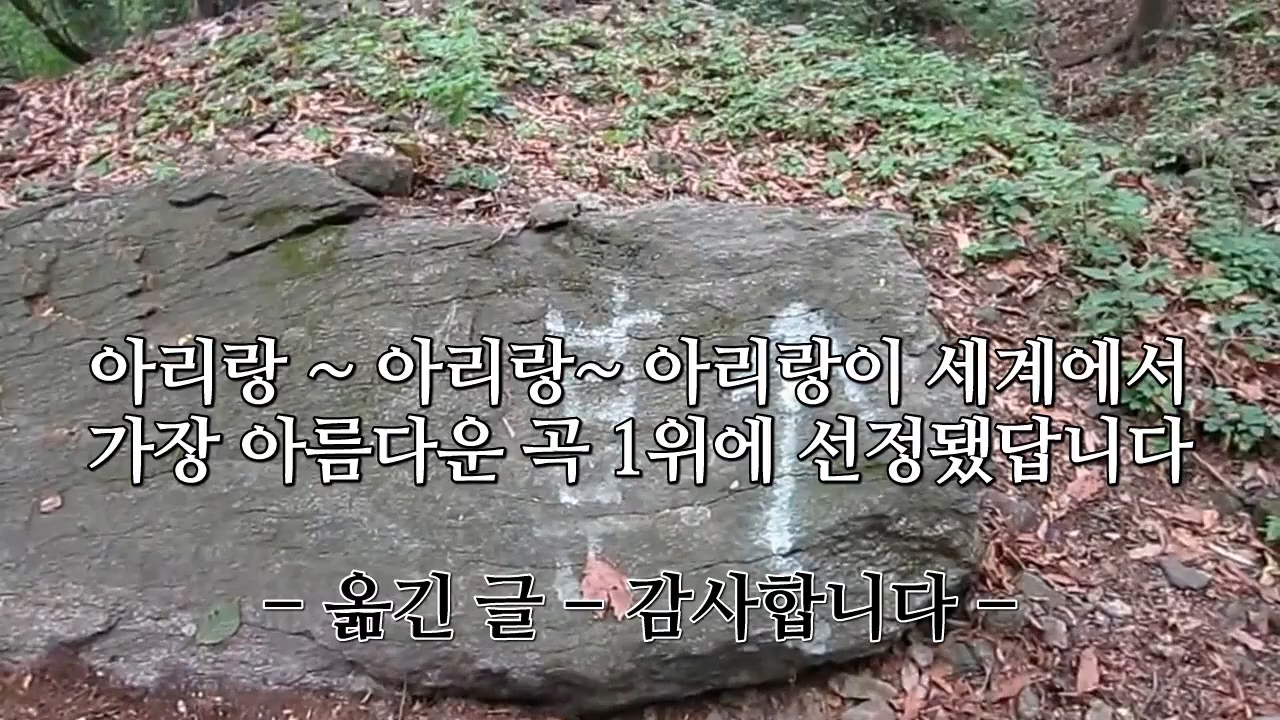 아리랑 ~ 아리랑~ 아리랑이 세계에서
가장 아름다운 곡 1위에 선정됐답니다
- 옮긴 글 - 감사합니다 -